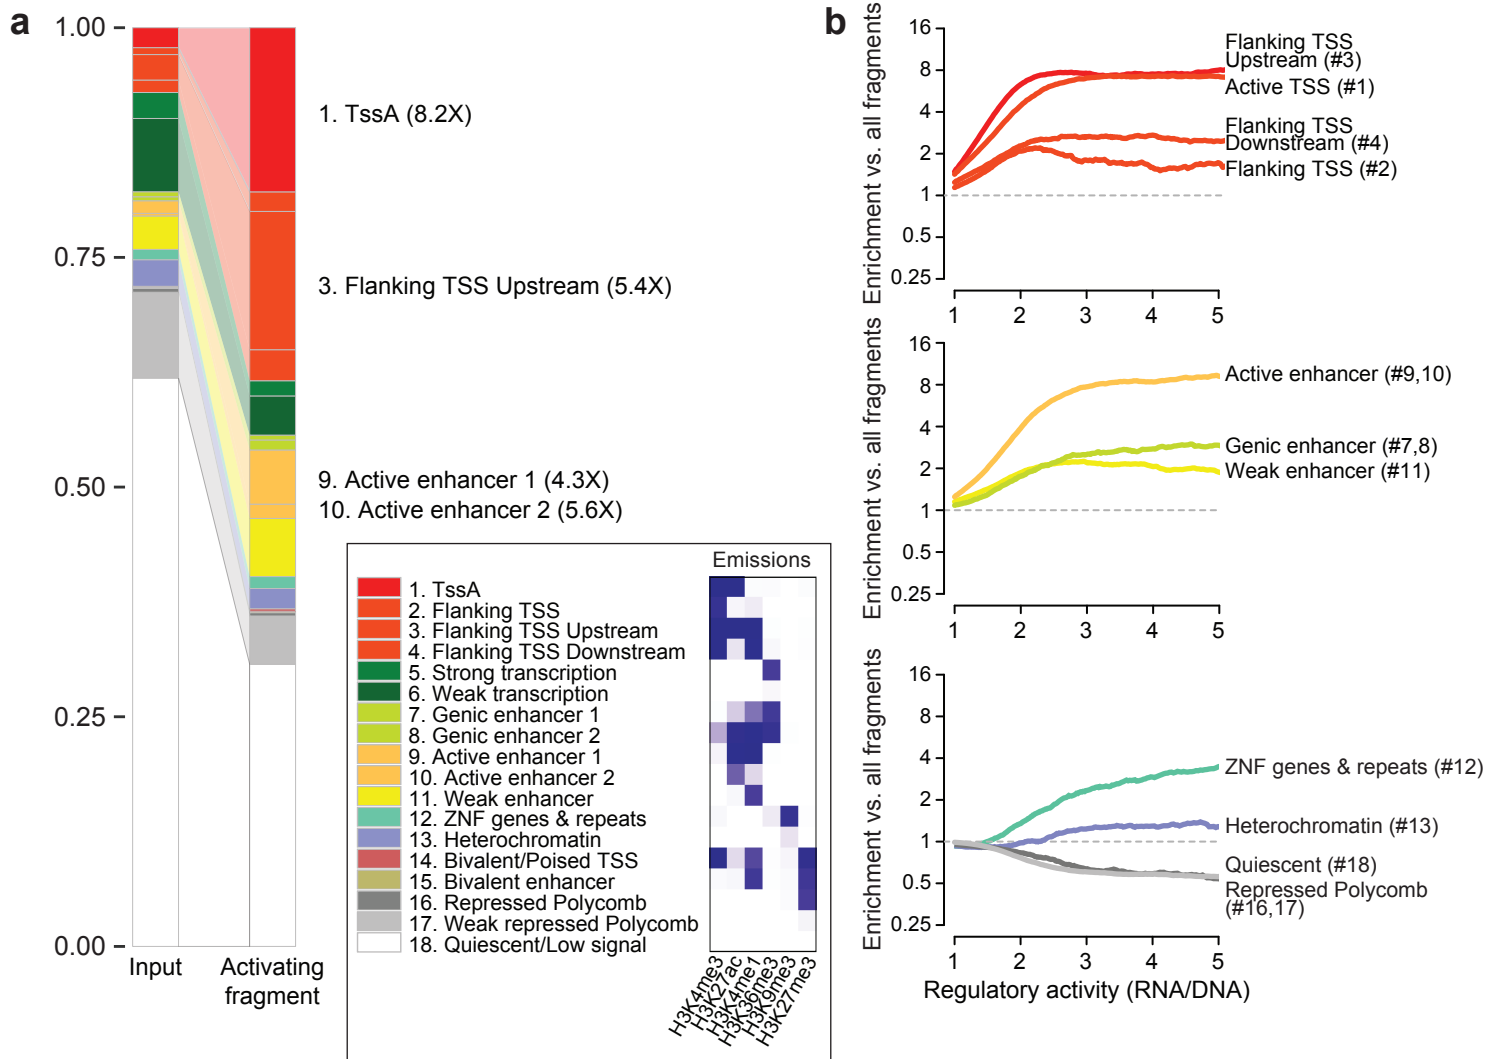 a
1.00
0.75
0.50
0.25
0.00
Input
Activating
fragment
1. TssA (8.2X)
3. Flanking TSS Upstream (5.4X)
9. Active enhancer 1 (4.3X)
10. Active enhancer 2 (5.6X)
Emissions
1. TssA
2. Flanking TSS
3. Flanking TSS Upstream
4. Flanking TSS Downstream
5. Strong transcription
6. Weak transcription
7. Genic enhancer 1
8. Genic enhancer 2
9. Active enhancer 1
10. Active enhancer 2
11. Weak enhancer
12. ZNF genes & repeats
13. Heterochromatin
14. Bivalent/Poised TSS
15. Bivalent enhancer
16. Repressed Polycomb
17. Weak repressed Polycomb
18. Quiescent/Low signal
H3K4me3
H3K27ac
H3K4me1
H3K36me3
H3K9me3
H3K27me3
b
Enrichment vs. all fragments
16
8
4
2
1
0.5
0.25
1 2 3 4 5
Flanking TSS
Upstream (#3)
Active TSS (#1)
Flanking TSS
Downstream (#4)
Flanking TSS (#2)
Enrichment vs. all fragments
16
8
4
2
1
0.5
0.25
1 2 3 4 5
Active enhancer (#9,10)
Genic enhancer (#7,8)
Weak enhancer (#11)
Enrichment vs. all fragments
16
8
4
2
1
0.5
0.25
1 2 3 4 5
ZNF genes & repeats (#12)
Heterochromatin (#13)
Quiescent (#18)
Repressed Polycomb
(#16,17)
Regulatory activity (RNA/DNA)